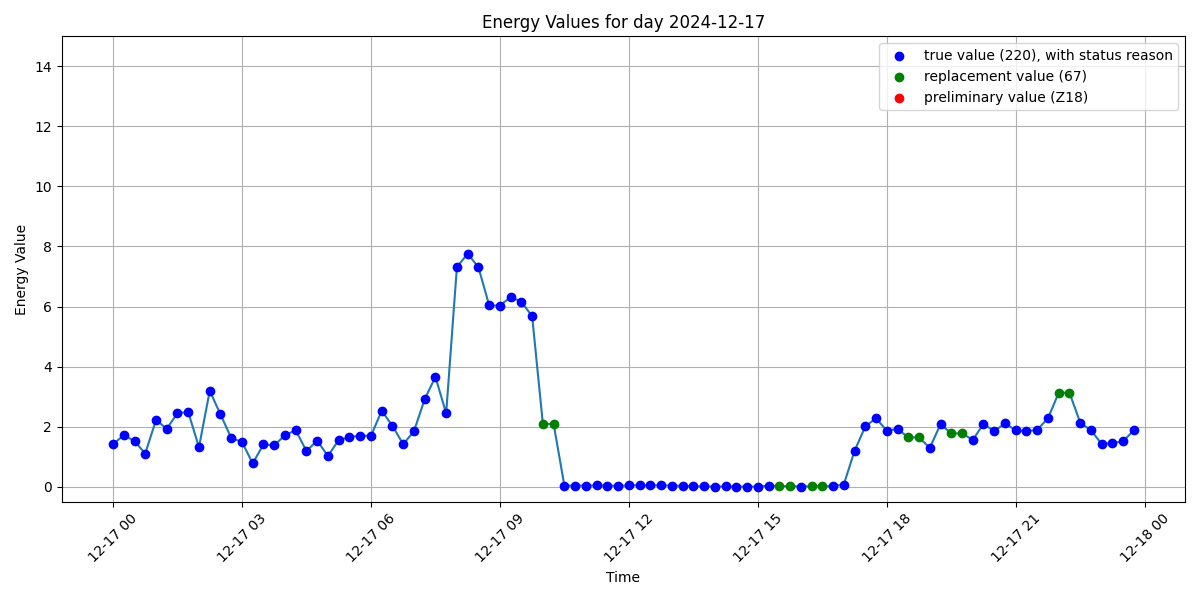 Energy Values for day 2024-12-17
true value (220), with status reason
replacement value (67)
preliminary value (Z18)
Energy Value
14
12
10
8
6
4
2
0
12-17 00
12-17 03
12-17 06
12-17 09
12-17 12
12-17 15
12-17 18
12-17 21
12-18 00
Time